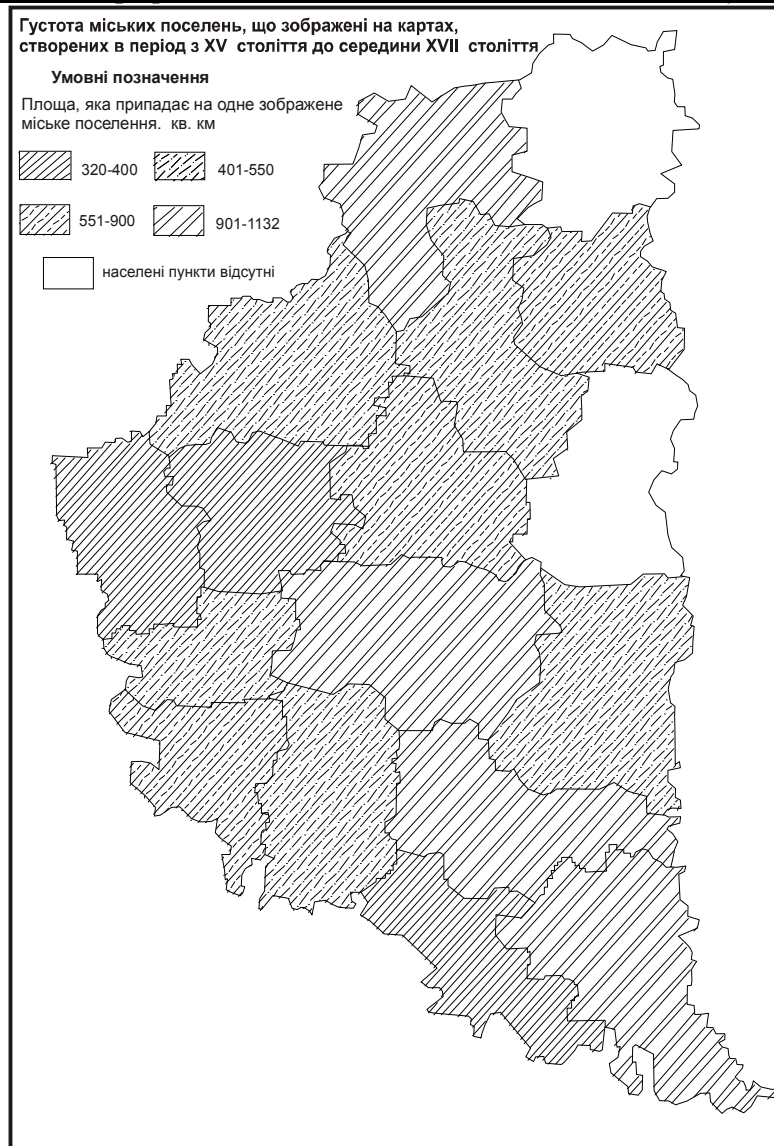 Густота міських поселень, що зображені на картах,
створених в період з XV століття до середини XVII століття
Умовні позначення
Площа, яка припадає на одне зображене
міське поселення. кв. км
320-400 401-550
551-900 901-1132
населені пункти відсутні